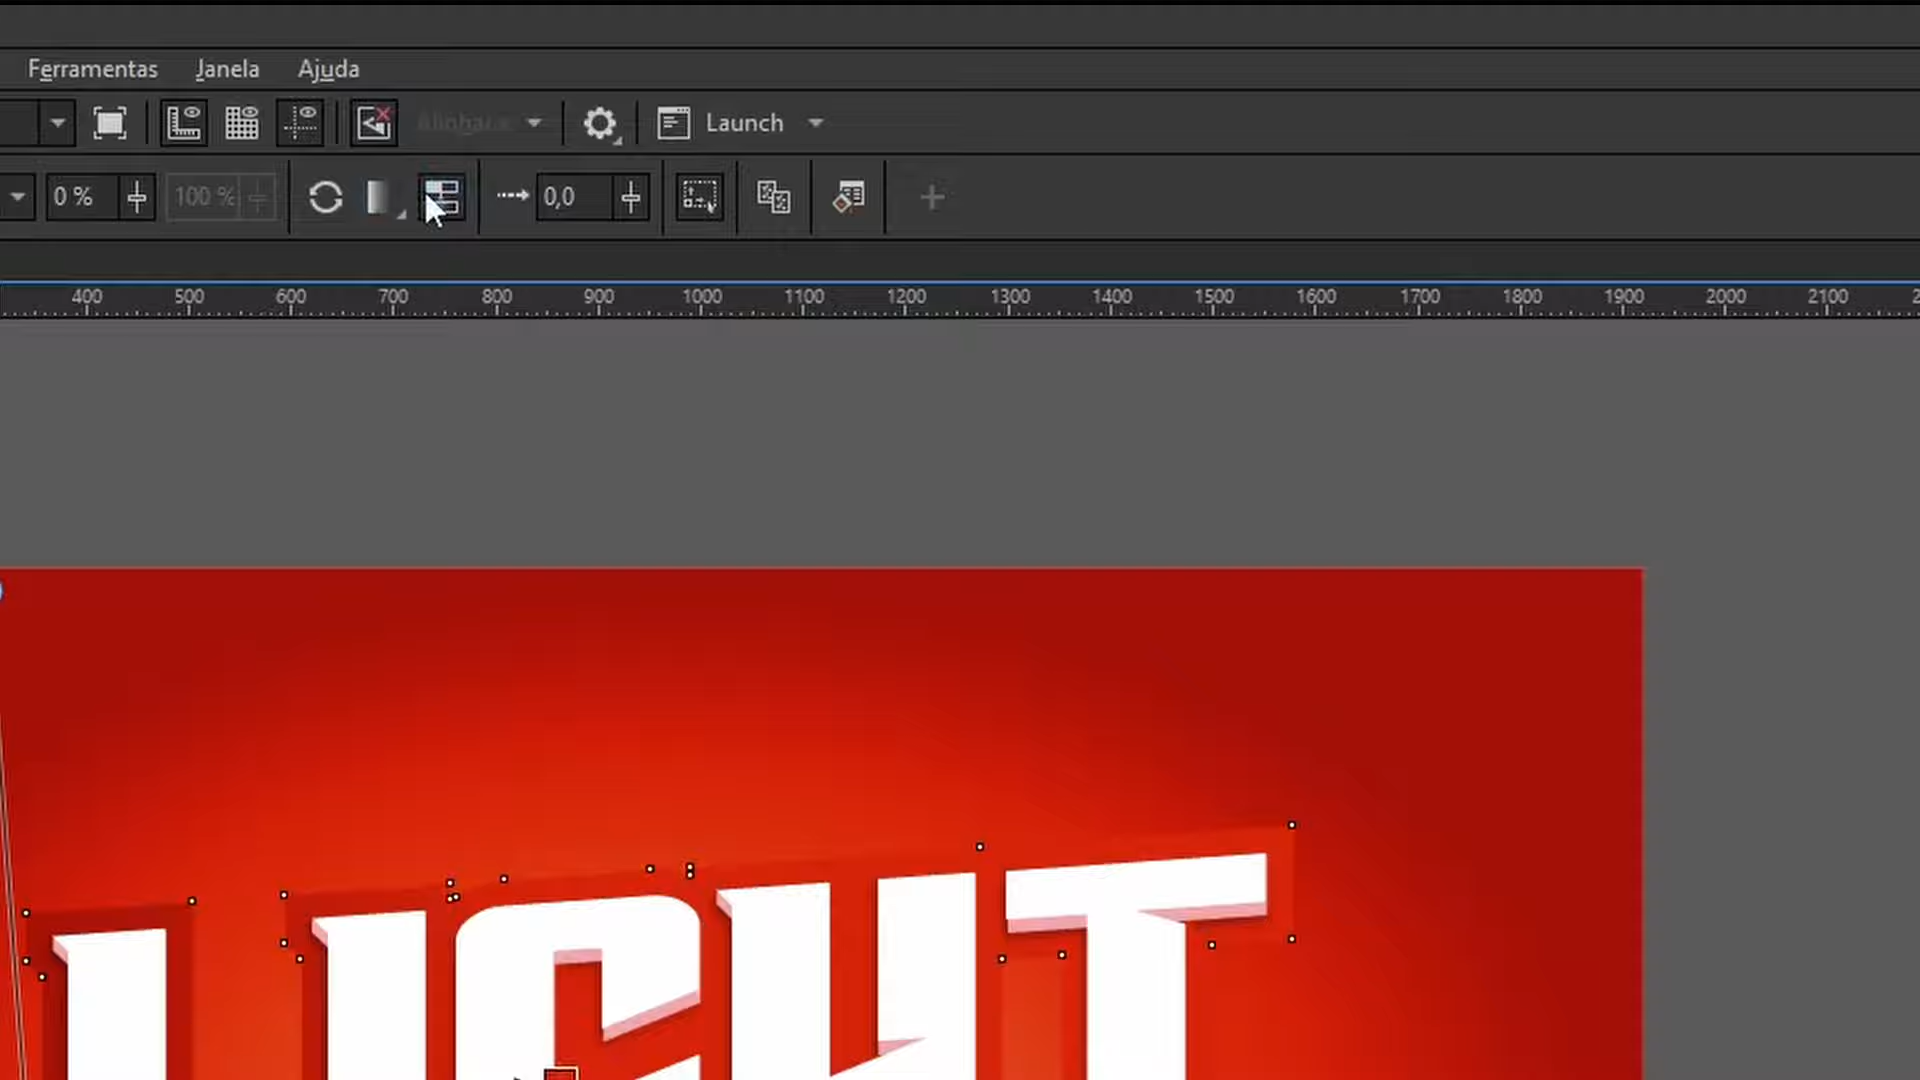 Ferramentas Janela Ajuda
Alinhar Launch
0 % 100 % 0,0
400 500 600 700 800 900 1000 1100 1200 1300 1400 1500 1600 1700 1800 1900 2000 2100
LIGHT